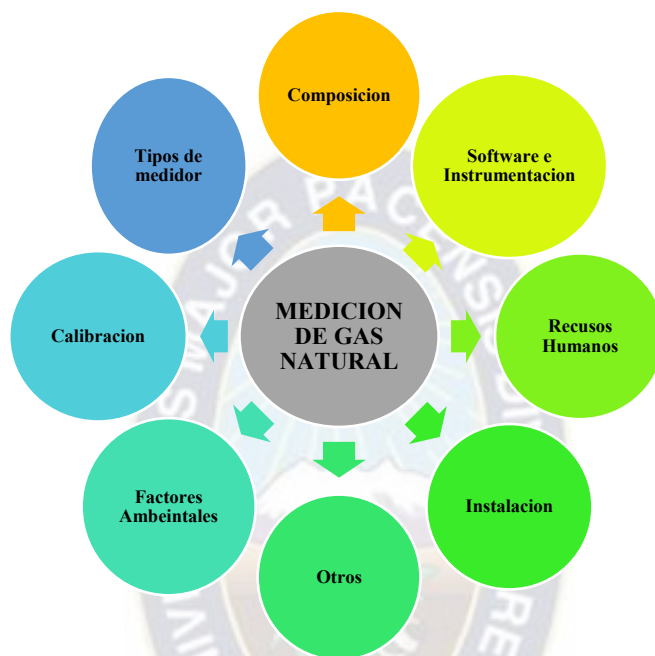 Composicion
Software e
Instrumentacion
Recusos
Humanos
Instalacion
Otros
Factores
Ambeintales
Calibracion
Tipos de
medidor
MEDICION
DE GAS
NATURAL